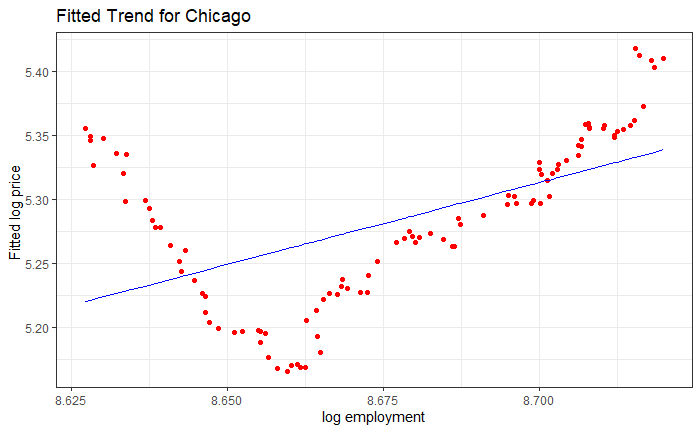 Fitted Trend for Chicago
Fitted log price
5.40
5.35
5.30
5.25
5.20
8.625 8.650 8.675 8.700
log employment